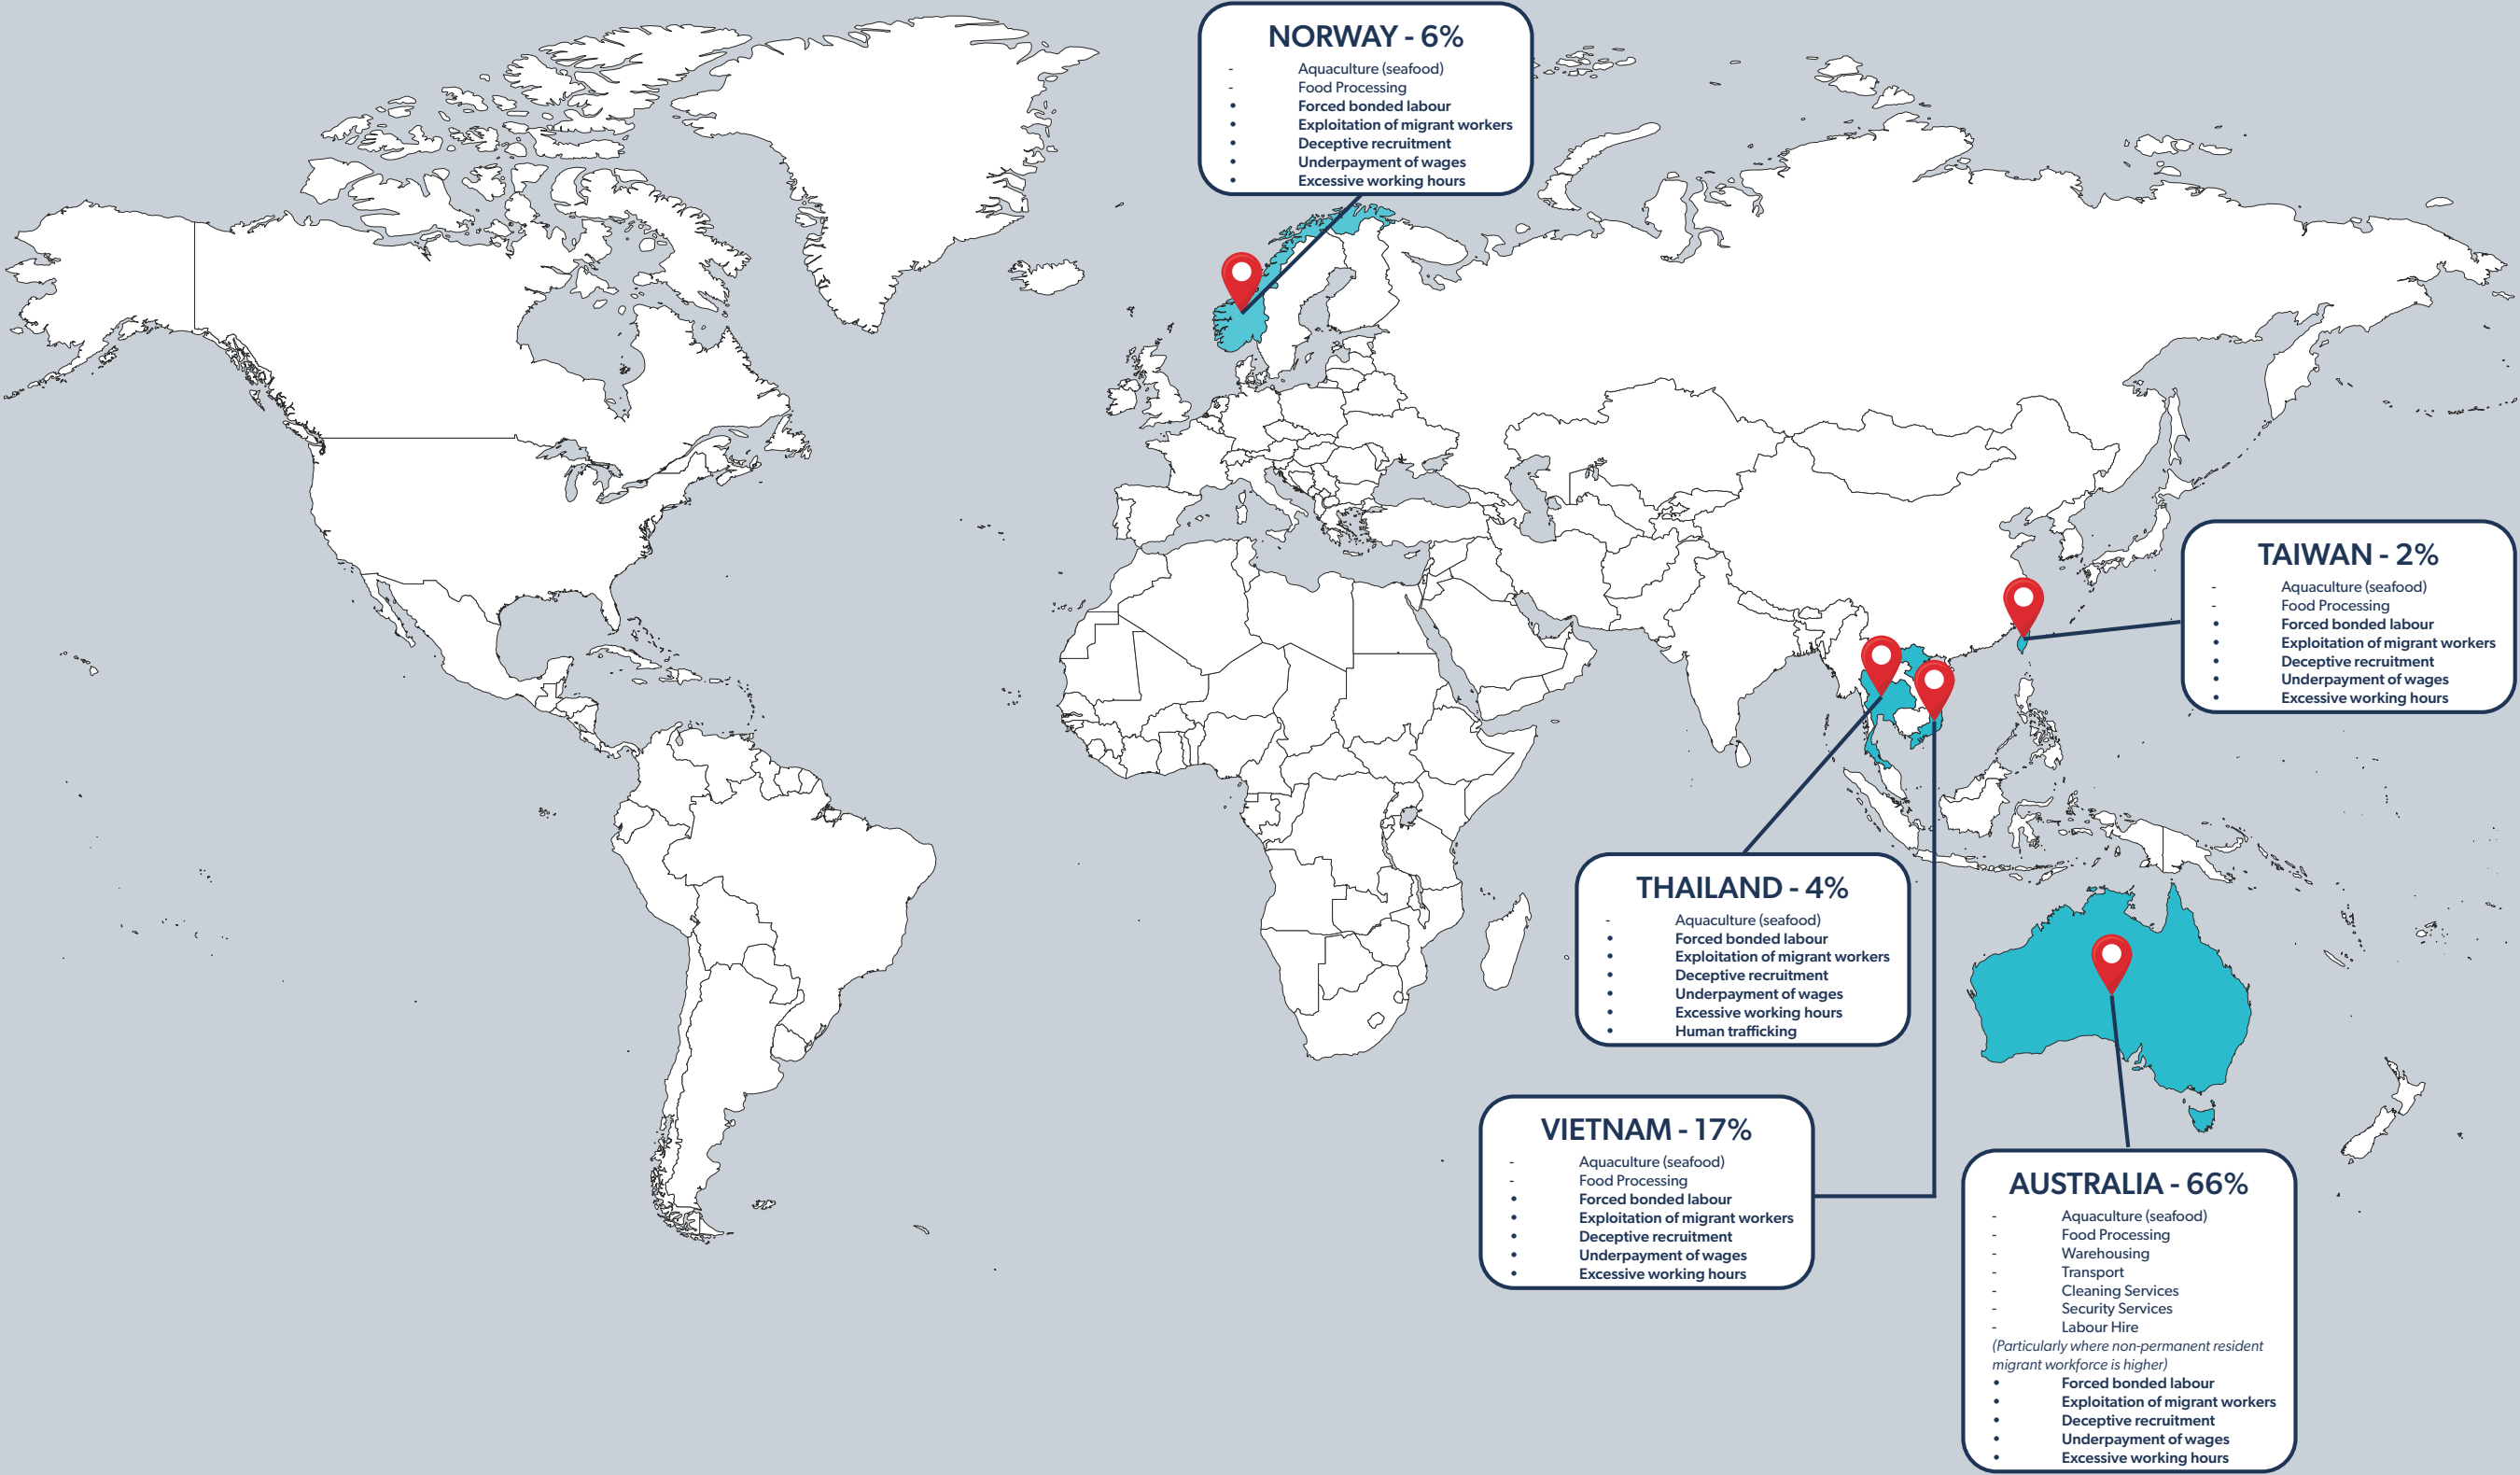 NORWAY - 6%
- Aquaculture (seafood)
- Food Processing
• Forced bonded labour
• Exploitation of migrant workers
• Deceptive recruitment
• Underpayment of wages
• Excessive working hours
TAIWAN - 2%
- Aquaculture (seafood)
- Food Processing
• Forced bonded labour
• Exploitation of migrant workers
• Deceptive recruitment
• Underpayment of wages
• Excessive working hours
THAILAND - 4%
- Aquaculture (seafood)
• Forced bonded labour
• Exploitation of migrant workers
• Deceptive recruitment
• Underpayment of wages
• Excessive working hours
• Human trafficking
VIETNAM - 17%
- Aquaculture (seafood)
- Food Processing
• Forced bonded labour
• Exploitation of migrant workers
• Deceptive recruitment
• Underpayment of wages
• Excessive working hours
AUSTRALIA - 66%
- Aquaculture (seafood)
- Food Processing
- Warehousing
- Transport
- Cleaning Services
- Security Services
- Labour Hire
(Particularly where non-permanent resident
migrant workforce is higher)
• Forced bonded labour
• Exploitation of migrant workers
• Deceptive recruitment
• Underpayment of wages
• Excessive working hours